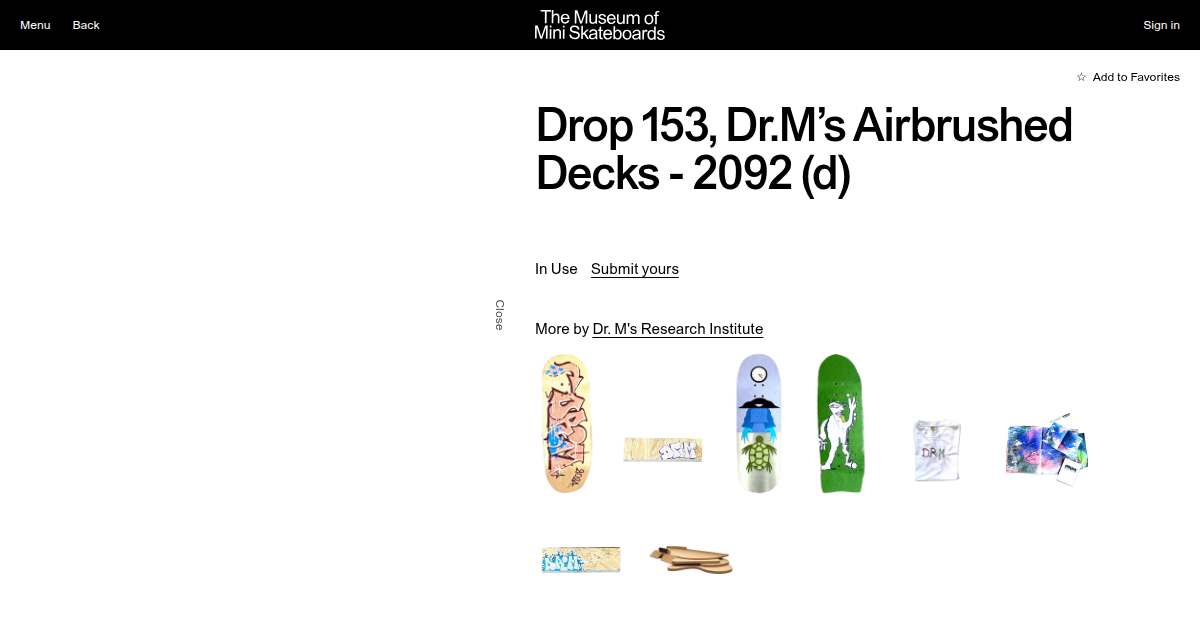 Menu
Back
The Museum of
Mini Skateboards
Sign in
☆ Add to Favorites
Drop 153, Dr.M’s Airbrushed
Decks - 2092 (d)
In Use Submit yours
Close
More by Dr. M's Research Institute
DRM